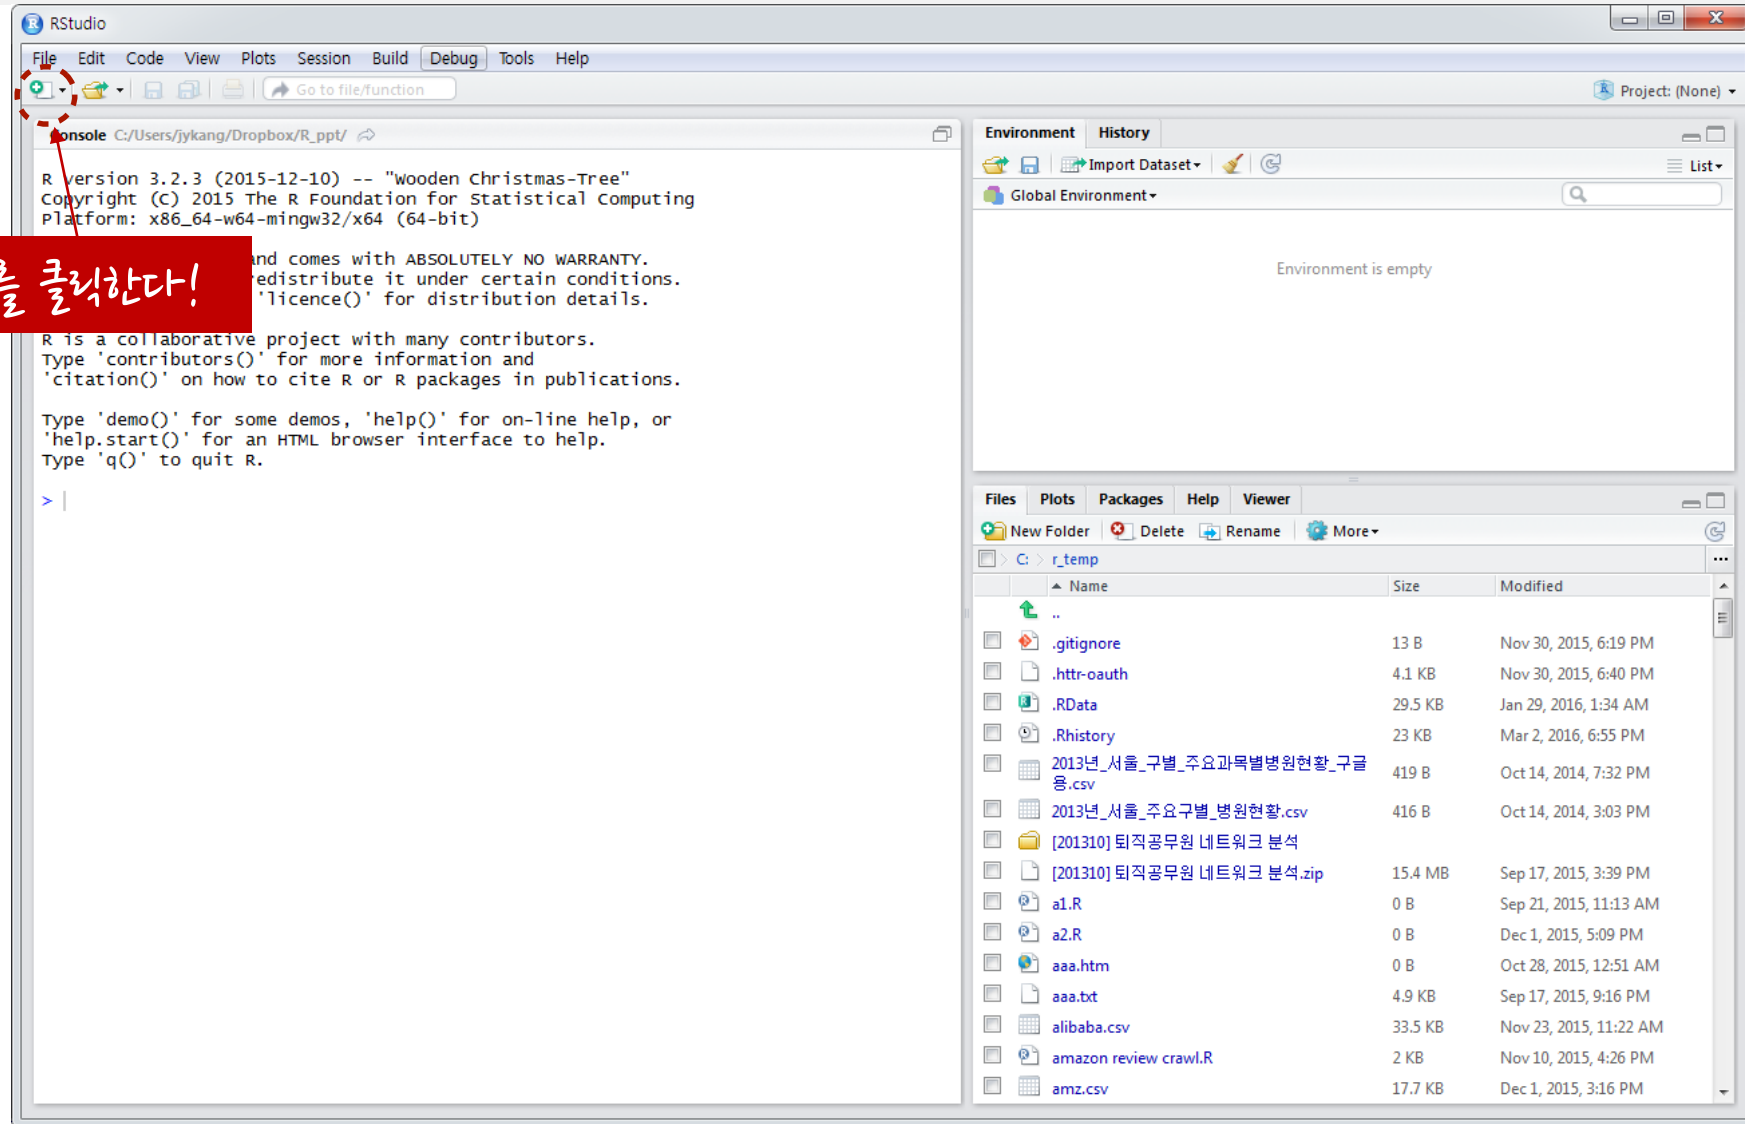 RStudio
File Edit Code View Plots Session Build Debug Tools Help
Go to file/function
Project: (None)
Console C:/Users/jykang/Dropbox/R_ppt/
R version 3.2.3 (2015-12-10) -- "Wooden Christmas-Tree"
Copyright (C) 2015 The R Foundation for Statistical Computing
Platform: x86_64-w64-mingw32/x64 (64-bit)
and comes with ABSOLUTELY NO WARRANTY.
redistribute it under certain conditions.
'licence()' for distribution details.
를 클릭한다!
R is a collaborative project with many contributors.
Type 'contributors()' for more information and
'citation()' on how to cite R or R packages in publications.
Type 'demo()' for some demos, 'help()' for on-line help, or
'help.start()' for an HTML browser interface to help.
Type 'q()' to quit R.
>
Environment History
Import Dataset List
Global Environment
Environment is empty
Files Plots Packages Help Viewer
New Folder Delete Rename More
C: > r_temp ...
Name Size Modified
..
.gitignore 13 B Nov 30, 2015, 6:19 PM
.httr-oauth 4.1 KB Nov 30, 2015, 6:40 PM
.RData 29.5 KB Jan 29, 2016, 1:34 AM
.Rhistory 23 KB Mar 2, 2016, 6:55 PM
2013년_서울_구별_주요과목별병원현황_구글
용.csv 419 B Oct 14, 2014, 7:32 PM
2013년_서울_주요구별_병원현황.csv 416 B Oct 14, 2014, 3:03 PM
[201310] 퇴직공무원 네트워크 분석
[201310] 퇴직공무원 네트워크 분석.zip 15.4 MB Sep 17, 2015, 3:39 PM
a1.R 0 B Sep 21, 2015, 11:13 AM
a2.R 0 B Dec 1, 2015, 5:09 PM
aaa.htm 0 B Oct 28, 2015, 12:51 AM
aaa.txt 4.9 KB Sep 17, 2015, 9:16 PM
alibaba.csv 33.5 KB Nov 23, 2015, 11:22 AM
amazon review crawl.R 2 KB Nov 10, 2015, 4:26 PM
amz.csv 17.7 KB Dec 1, 2015, 3:16 PM